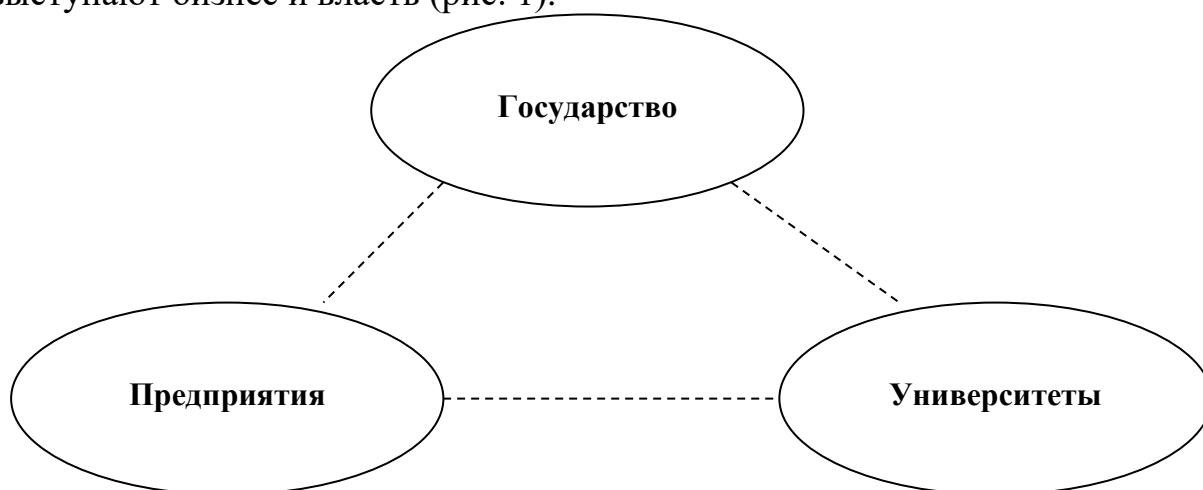 выступают бизнес и власть (рис. 1).
Государство
Предприятия
Университеты